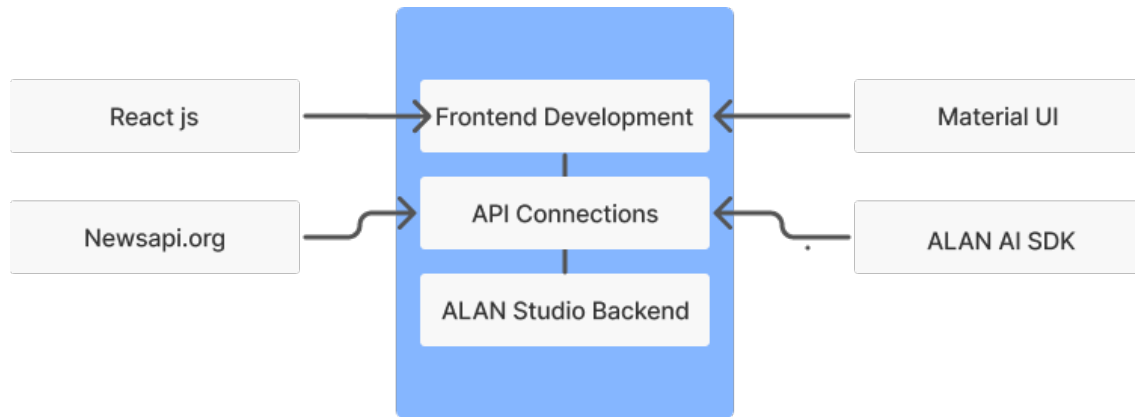 React js
Frontend Development
Material UI
Newsapi.org
API Connections
ALAN AI SDK
ALAN Studio Backend